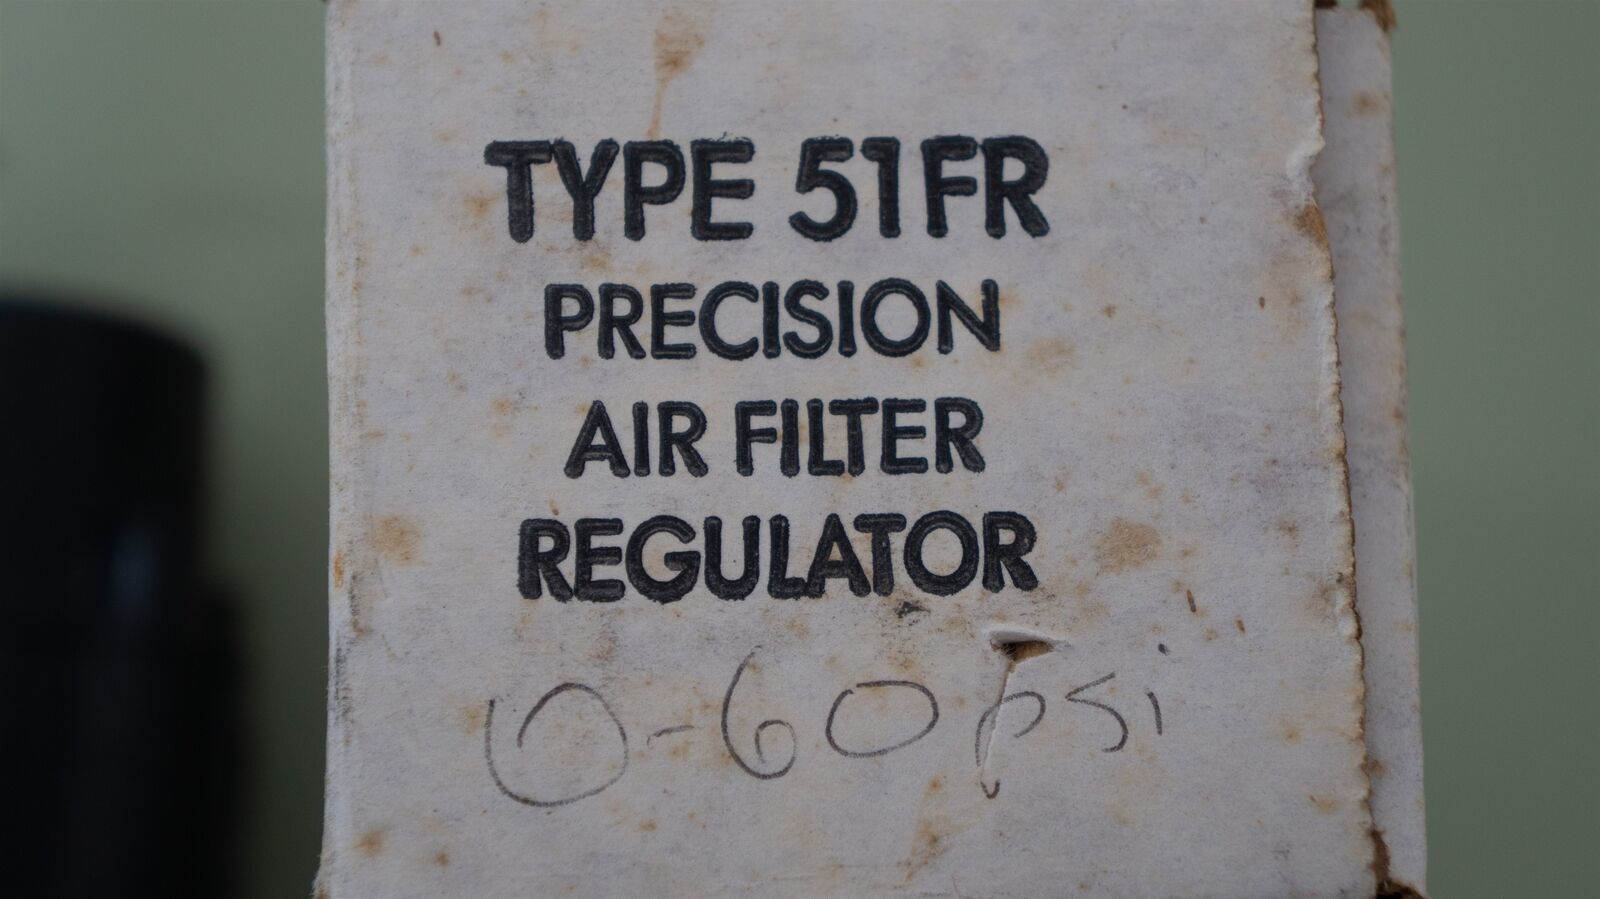 TYPE 51FR
PRECISION
AIR FILTER
REGULATOR
0-60psi